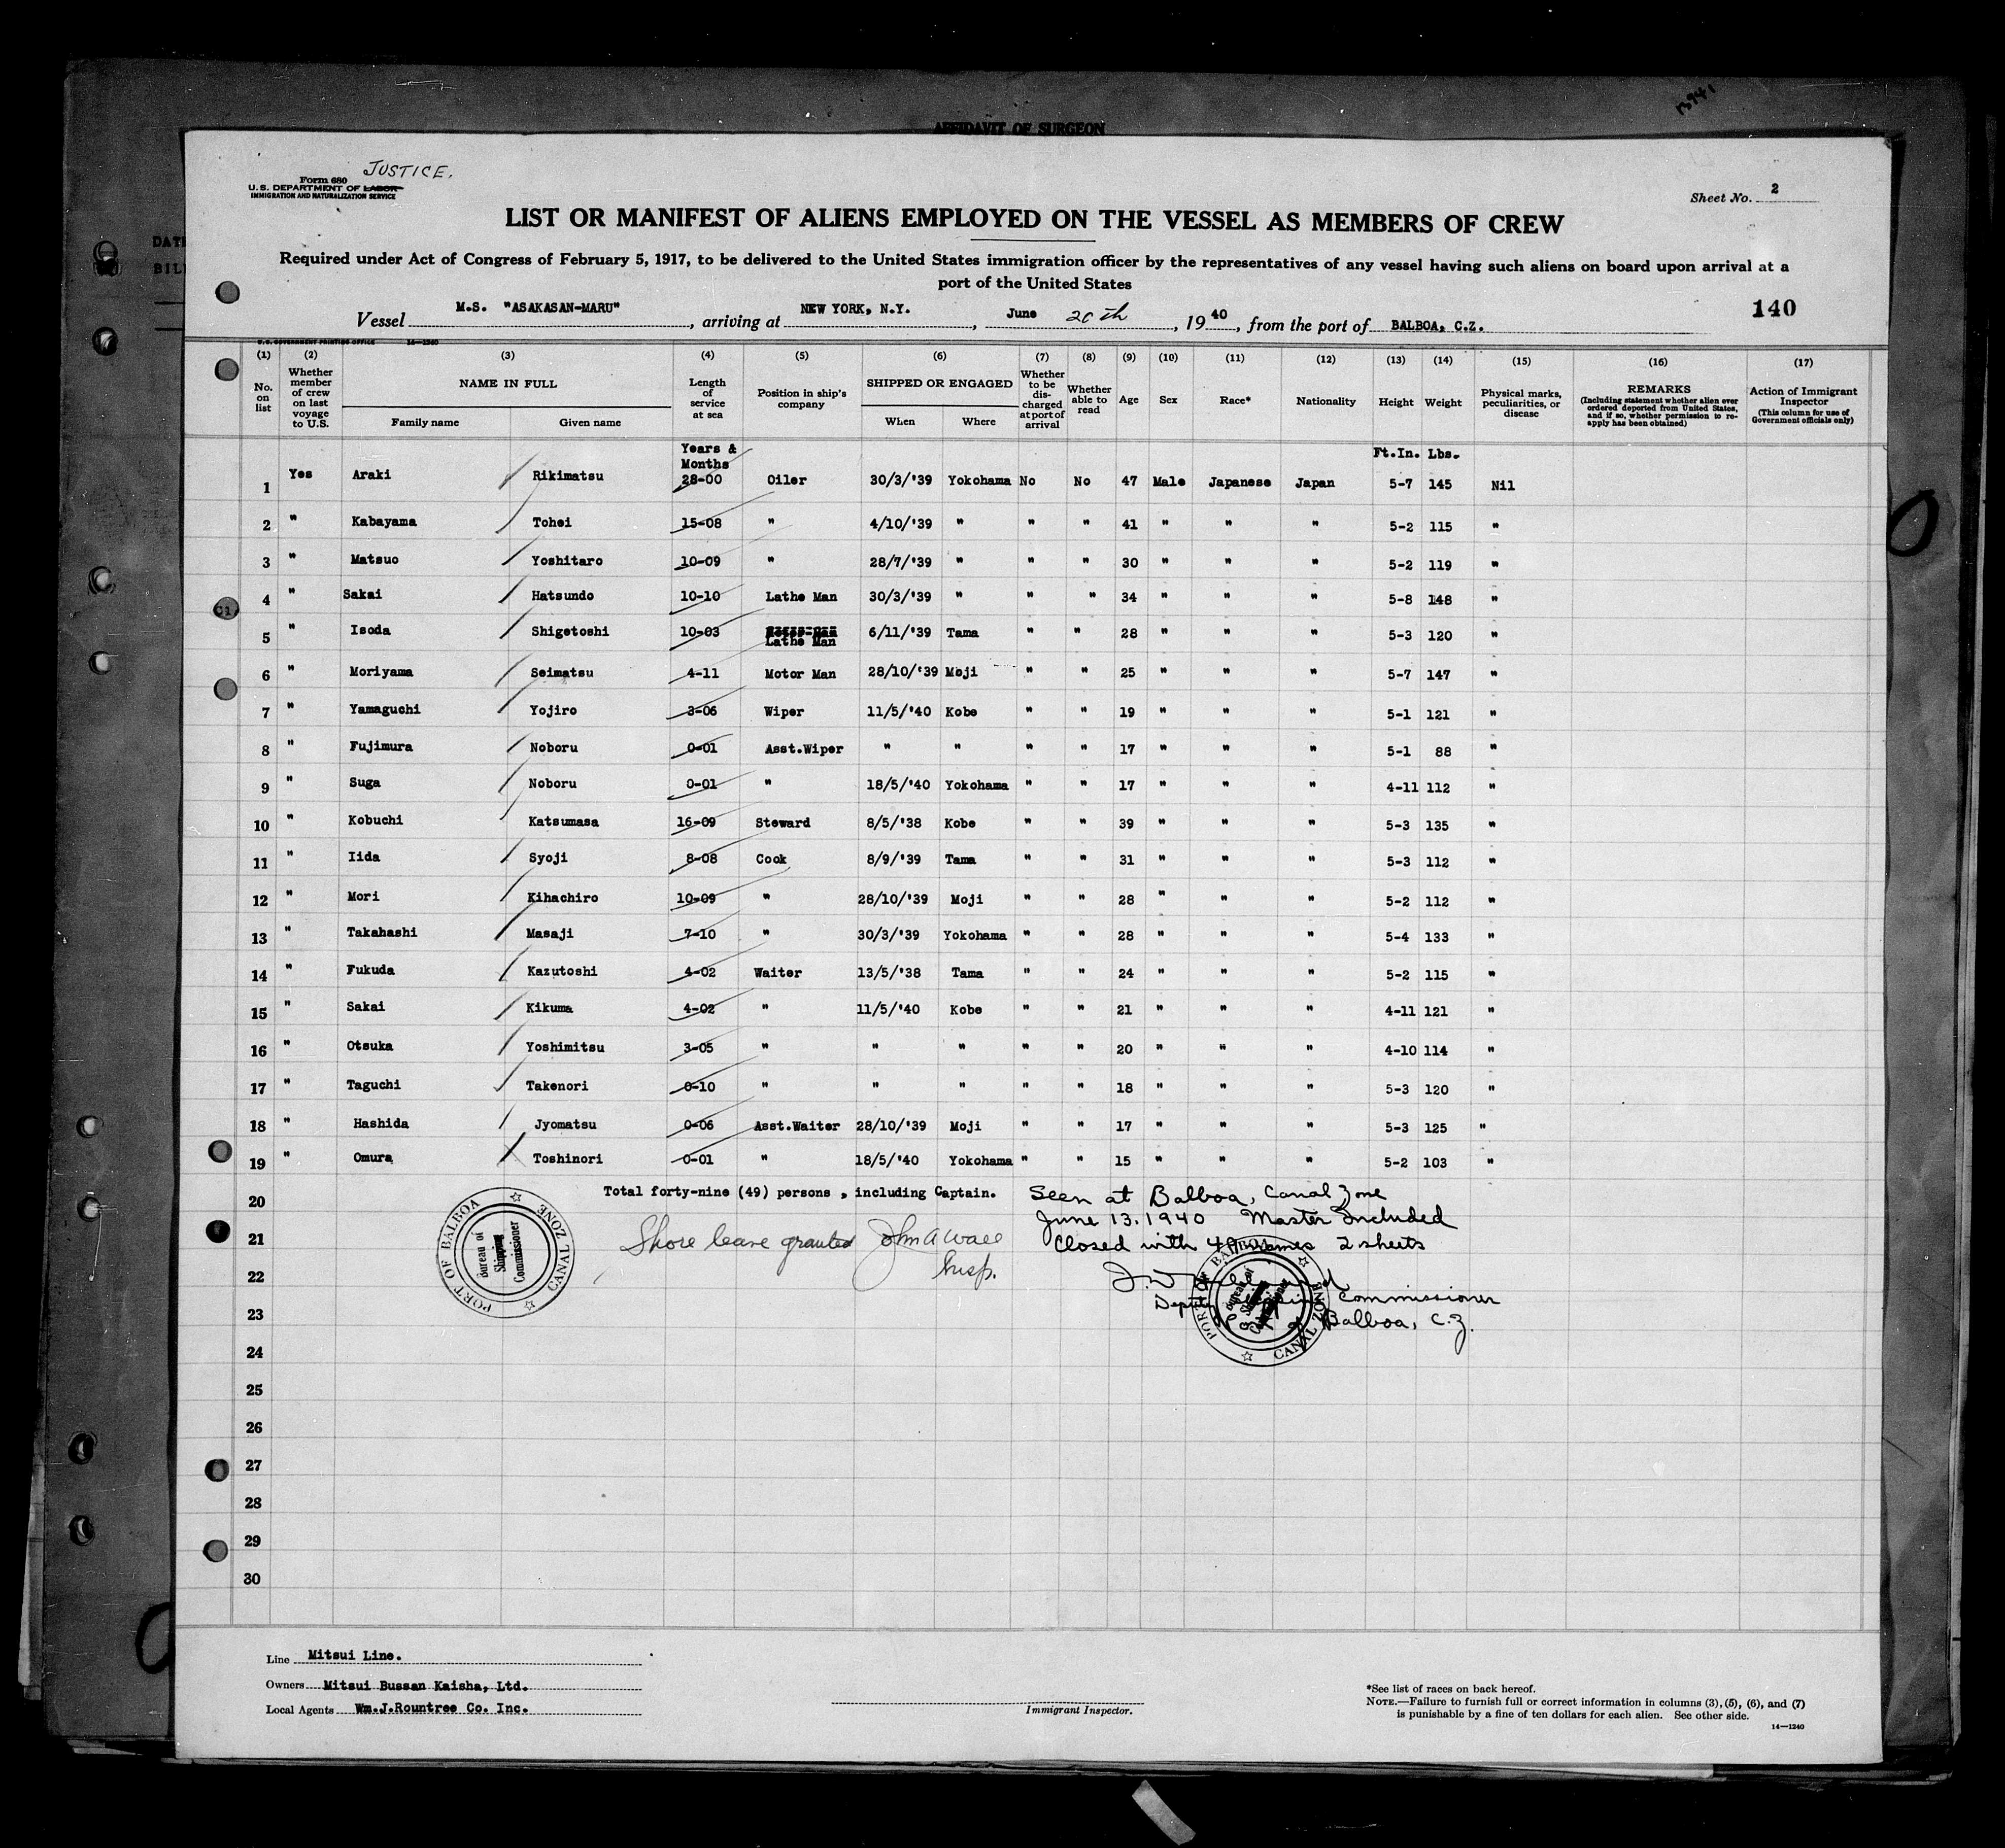 1941
AFFIDAVIT OF SURGEON
DATE
BILL
JUSTICE.
Form 680
U. S. DEPARTMENT OF LABOR
IMMIGRATION AND NATURALIZATION SERVICE
Sheet No. 2
LIST OR MANIFEST OF ALIENS EMPLOYED ON THE VESSEL AS MEMBERS OF CREW
Required under Act of Congress of February 5, 1917, to be delivered to the United States immigration officer by the representatives of any vessel having such aliens on board upon arrival at a
port of the United States
140
Vessel M.S. "ASAKASAN-MARU", arriving at NEW YORK, N.Y., June 20th, 1940, from the port of BALBOA, C.Z.
U.S. GOVERNMENT PRINTING OFFICE 14—1240
(1) (2) (3) (4) (5) (6) (7) (8) (9) (10) (11) (12) (13) (14) (15) (16) (17)
No. on list
Whether member of crew on last voyage to U.S.
NAME IN FULL
Family name
Given name
Length of service at sea
Position in ship's company
SHIPPED OR ENGAGED
When
Where
Whether to be discharged at port of arrival
Whether able to read
Age
Sex
Race*
Nationality
Height
Weight
Physical marks, peculiarities, or disease
REMARKS
(Including statement whether alien ever ordered deported from United States, and if so, whether permission to reapply has been obtained)
Action of Immigrant Inspector
(This column for use of Government officials only)
Years & Months
Ft.In. Lbs.
1 Yes Araki Rikimatsu 28-00 Oiler 30/3/'39 Yokohama No No 47 Male Japanese Japan 5-7 145 Nil
2 " Kabayama Tohei 15-08 " 4/10/'39 " " " 41 " " " 5-2 115 "
3 " Matsuo Yoshitaro 10-09 " 28/7/'39 " " " 30 " " " 5-2 119 "
4 " Sakai Hatsundo 10-10 Lathe Man 30/3/'39 " " " 34 " " " 5-8 148 "
5 " Isoda Shigetoshi 10-03 Lathe Man 6/11/'39 Tama " " 28 " " " 5-3 120 "
6 " Moriyama Seimatsu 4-11 Motor Man 28/10/'39 Moji " " 25 " " " 5-7 147 "
7 " Yamaguchi Yojiro 3-06 Wiper 11/5/'40 Kobe " " 19 " " " 5-1 121 "
8 " Fujimura Noboru 0-01 Asst.Wiper " " " " 17 " " " 5-1 88 "
9 " Suga Noboru 0-01 " 18/5/'40 Yokohama " " 17 " " " 4-11 112 "
10 " Kobuchi Katsumasa 16-09 Steward 8/5/'38 Kobe " " 39 " " " 5-3 135 "
11 " Iida Syoji 8-08 Cook 8/9/'39 Tama " " 31 " " " 5-3 112 "
12 " Mori Kihachiro 10-09 " 28/10/'39 Moji " " 28 " " " 5-2 112 "
13 " Takahashi Masaji 7-10 " 30/3/'39 Yokohama " " 28 " " " 5-4 133 "
14 " Fukuda Kazutoshi 4-02 Waiter 13/5/'38 Tama " " 24 " " " 5-2 115 "
15 " Sakai Kikuma 4-02 " 11/5/'40 Kobe " " 21 " " " 4-11 121 "
16 " Otsuka Yoshimitsu 3-05 " " " " " 20 " " " 4-10 114 "
17 " Taguchi Takenori 0-10 " " " " " 18 " " " 5-3 120 "
18 " Hashida Jyomatsu 0-06 Asst.Waiter 28/10/'39 Moji " " 17 " " " 5-3 125 "
19 " Omura Toshinori 0-01 " 18/5/'40 Yokohama " " 15 " " " 5-2 103 "
20 Total forty-nine (49) persons, including Captain. Seen at Balboa, Canal Zone
June 13, 1940 Master Included
21 Shore leave granted John A Wall Closed with 49 names 2 sheets
22 Insp.
Deputy Shipping Commissioner
23 Balboa, C.Z.
PORT OF BALBOA ☆ CANAL ZONE ☆
Bureau of Shipping Commissioner
PORT OF BALBOA ☆ CANAL ZONE ☆
Bureau of Shipping Commissioner
24
25
26
27
28
29
30
Line Mitsui Line.
Owners Mitsui Bussan Kaisha, Ltd.
Local Agents Wm.J.Rountree Co. Inc.
Immigrant Inspector.
*See list of races on back hereof.
NOTE.—Failure to furnish full or correct information in columns (3), (5), (6), and (7)
is punishable by a fine of ten dollars for each alien. See other side.
14—1240